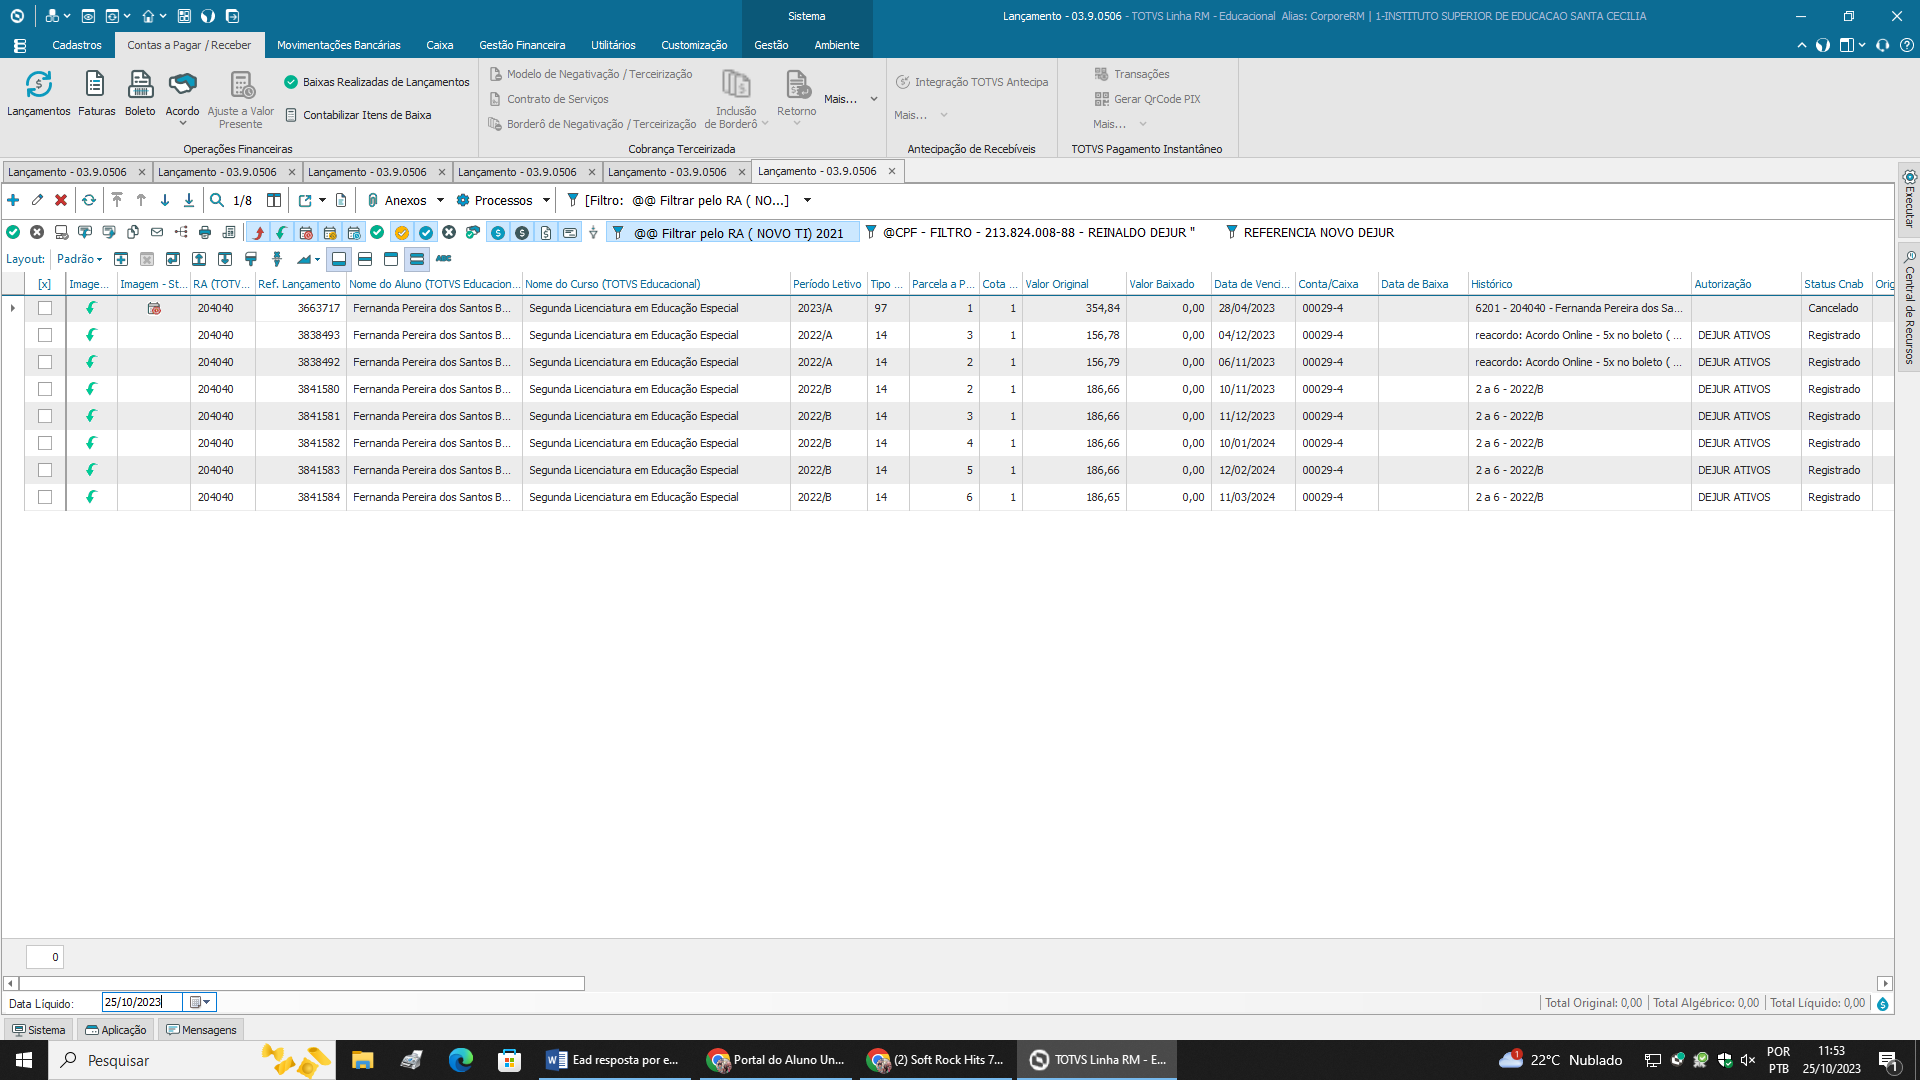 Sistema
Lançamento - 03.9.0506 - TOTVS Linha RM - Educacional Alias: CorporeRM | 1-INSTITUTO SUPERIOR DE EDUCACAO SANTA CECILIA
Cadastros Contas a Pagar / Receber Movimentações Bancárias Caixa Gestão Financeira Utilitários Customização Gestão Ambiente
Lançamentos Faturas Boleto Acordo Ajuste a Valor Presente
Baixas Realizadas de Lançamentos
Contabilizar Itens de Baixa
Operações Financeiras
Modelo de Negativação / Terceirização
Contrato de Serviços
Borderô de Negativação / Terceirização
Inclusão de Borderô
Retorno
Mais...
Cobrança Terceirizada
Integração TOTVS Antecipa
Mais...
Antecipação de Recebíveis
Transações
Gerar QrCode PIX
Mais...
TOTVS Pagamento Instantâneo
Lançamento - 03.9.0506 Lançamento - 03.9.0506 Lançamento - 03.9.0506 Lançamento - 03.9.0506 Lançamento - 03.9.0506 Lançamento - 03.9.0506
1/8 Anexos Processos [Filtro: @@ Filtrar pelo RA ( NO...]
@@ Filtrar pelo RA ( NOVO TI) 2021 @CPF - FILTRO - 213.824.008-88 - REINALDO DEJUR " REFERENCIA NOVO DEJUR
Layout: Padrão ABC
[x] Image... Imagem - St... RA (TOTV... Ref. Lançamento Nome do Aluno (TOTVS Educacion... Nome do Curso (TOTVS Educacional) Período Letivo Tipo ... Parcela a P... Cota ... Valor Original Valor Baixado Data de Venci... Conta/Caixa Data de Baixa Histórico Autorização Status Cnab Orig
204040 3663717 Fernanda Pereira dos Santos B... Segunda Licenciatura em Educação Especial 2023/A 97 1 1 354,84 0,00 28/04/2023 00029-4 6201 - 204040 - Fernanda Pereira dos Sa... Cancelado
204040 3838493 Fernanda Pereira dos Santos B... Segunda Licenciatura em Educação Especial 2022/A 14 3 1 156,78 0,00 04/12/2023 00029-4 reacordo: Acordo Online - 5x no boleto ( ... DEJUR ATIVOS Registrado
204040 3838492 Fernanda Pereira dos Santos B... Segunda Licenciatura em Educação Especial 2022/A 14 2 1 156,79 0,00 06/11/2023 00029-4 reacordo: Acordo Online - 5x no boleto ( ... DEJUR ATIVOS Registrado
204040 3841580 Fernanda Pereira dos Santos B... Segunda Licenciatura em Educação Especial 2022/B 14 2 1 186,66 0,00 10/11/2023 00029-4 2 a 6 - 2022/B DEJUR ATIVOS Registrado
204040 3841581 Fernanda Pereira dos Santos B... Segunda Licenciatura em Educação Especial 2022/B 14 3 1 186,66 0,00 11/12/2023 00029-4 2 a 6 - 2022/B DEJUR ATIVOS Registrado
204040 3841582 Fernanda Pereira dos Santos B... Segunda Licenciatura em Educação Especial 2022/B 14 4 1 186,66 0,00 10/01/2024 00029-4 2 a 6 - 2022/B DEJUR ATIVOS Registrado
204040 3841583 Fernanda Pereira dos Santos B... Segunda Licenciatura em Educação Especial 2022/B 14 5 1 186,66 0,00 12/02/2024 00029-4 2 a 6 - 2022/B DEJUR ATIVOS Registrado
204040 3841584 Fernanda Pereira dos Santos B... Segunda Licenciatura em Educação Especial 2022/B 14 6 1 186,65 0,00 11/03/2024 00029-4 2 a 6 - 2022/B DEJUR ATIVOS Registrado
Executar
Central de Recursos
0
Data Líquido: 25/10/2023
Total Original: 0,00 Total Algébrico: 0,00 Total Líquido: 0,00
Sistema Aplicação Mensagens
Pesquisar
Ead resposta por e...
Portal do Aluno Un...
(2) Soft Rock Hits 7...
TOTVS Linha RM - E...
1
22°C Nublado
POR
PTB
11:53
25/10/2023
1